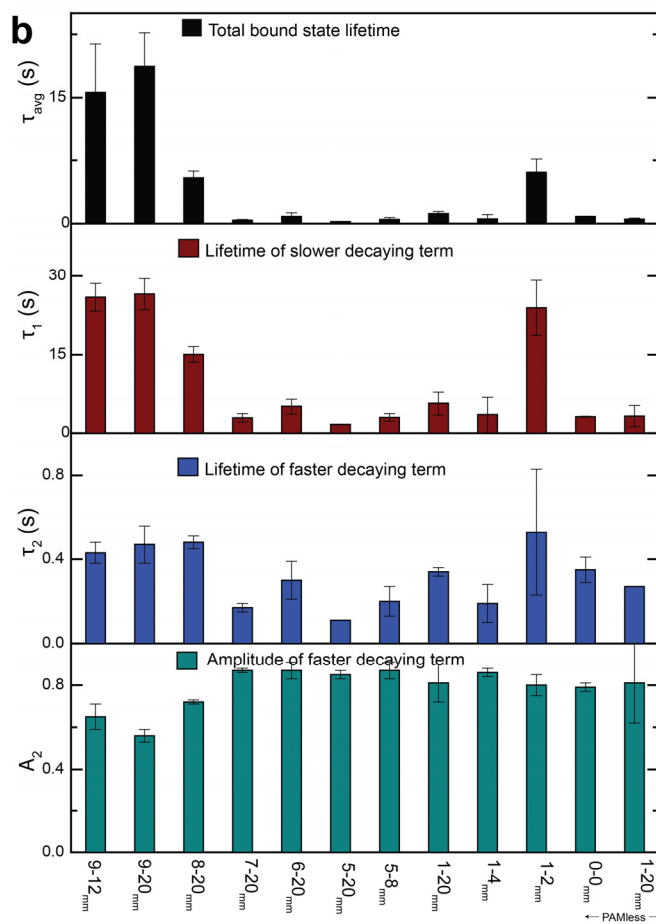 b
Total bound state lifetime
τavg (s)
15
0
Lifetime of slower decaying term
τ1 (s)
30
15
0
Lifetime of faster decaying term
τ2 (s)
0.8
0.4
0.0
Amplitude of faster decaying term
A2
0.8
0.4
0.0
9-12mm
9-20mm
8-20mm
7-20mm
6-20mm
5-20mm
5-8mm
1-20mm
1-4mm
1-2mm
0-0mm
1-20mm
← PAMless →